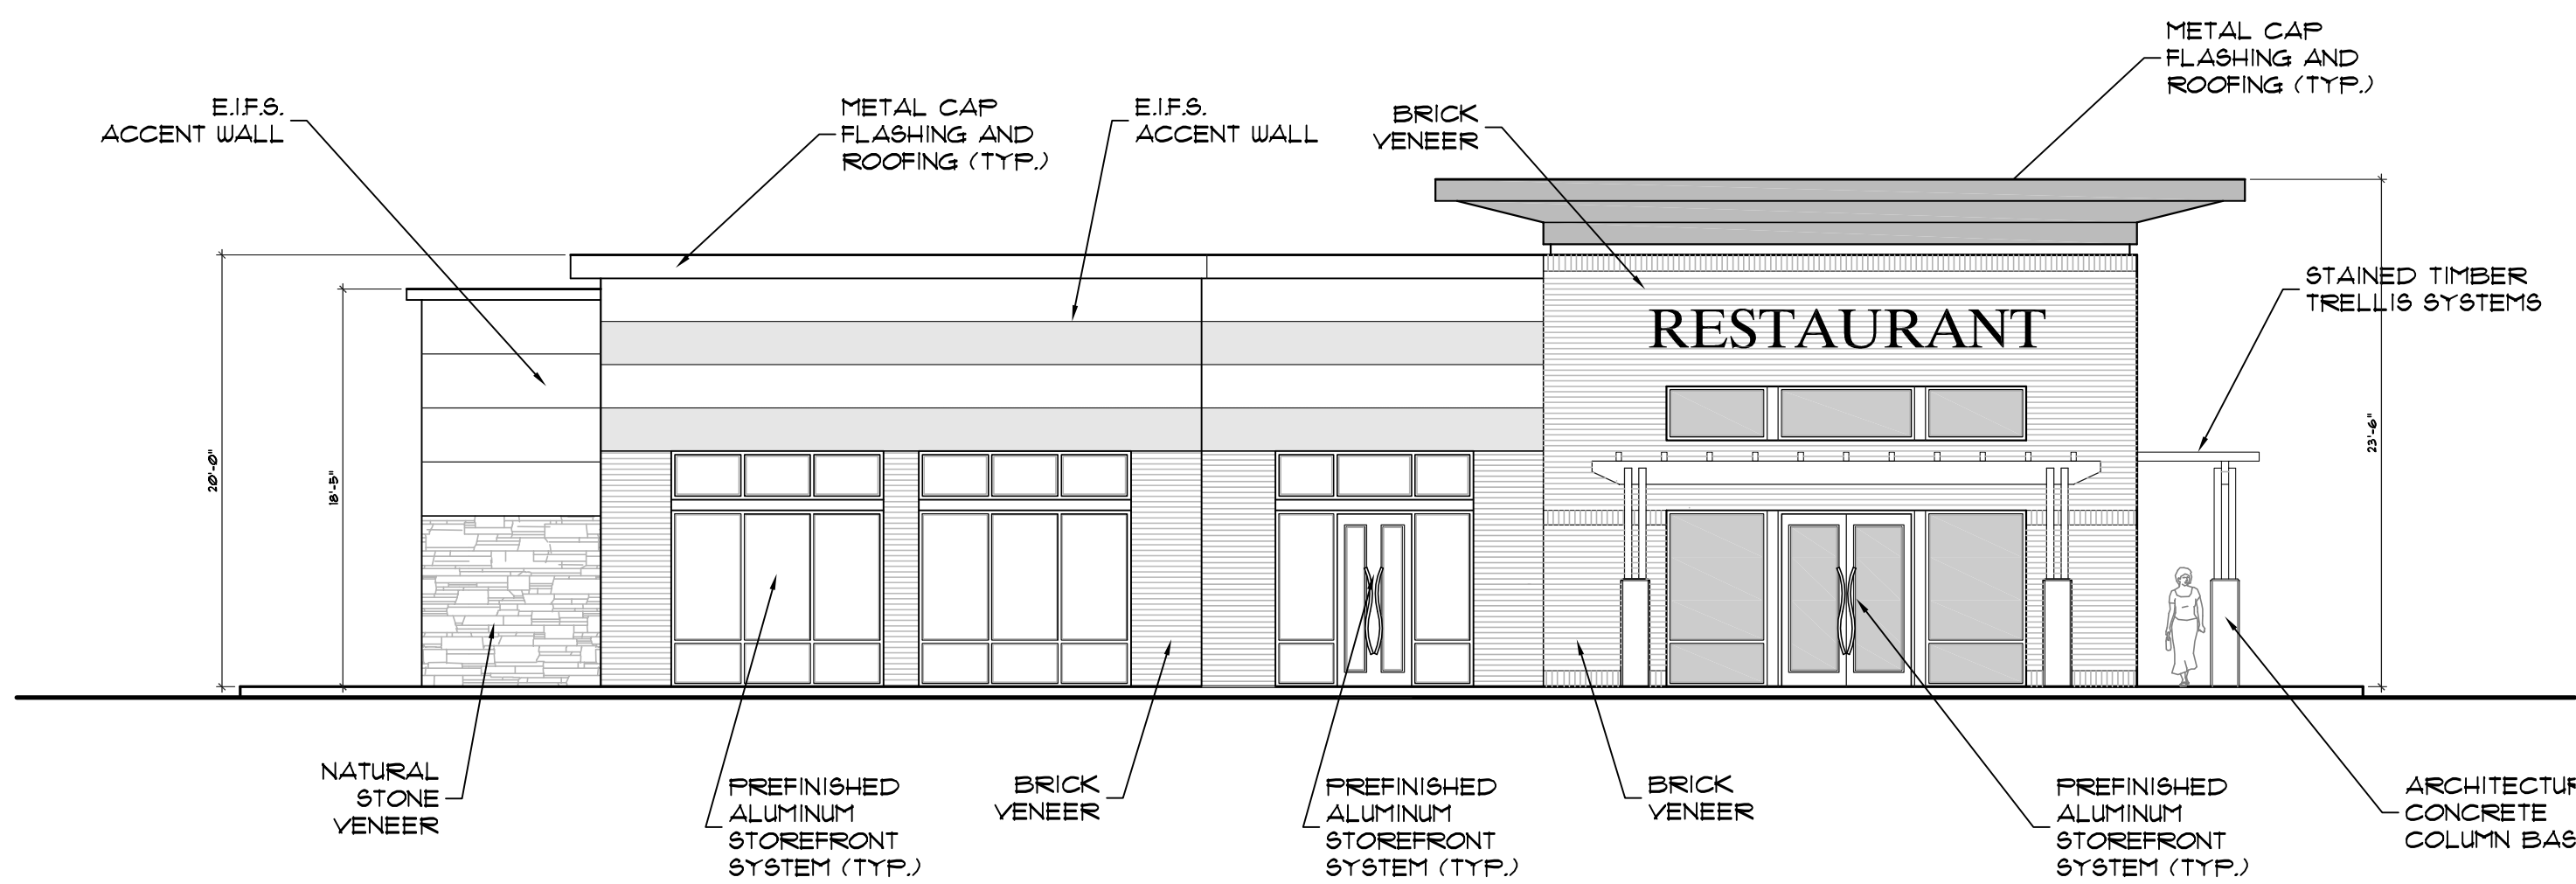 METAL CAP
FLASHING AND
ROOFING (TYP.)
E.I.F.S.
ACCENT WALL
METAL CAP
FLASHING AND
ROOFING (TYP.)
E.I.F.S.
ACCENT WALL
BRICK
VENEER
STAINED TIMBER
TRELLIS SYSTEMS
RESTAURANT
20'-0"
18'-5"
23'-6"
NATURAL
STONE
VENEER
PREFINISHED
ALUMINUM
STOREFRONT
SYSTEM (TYP.)
BRICK
VENEER
PREFINISHED
ALUMINUM
STOREFRONT
SYSTEM (TYP.)
BRICK
VENEER
PREFINISHED
ALUMINUM
STOREFRONT
SYSTEM (TYP.)
CONCRETE
COLUMN